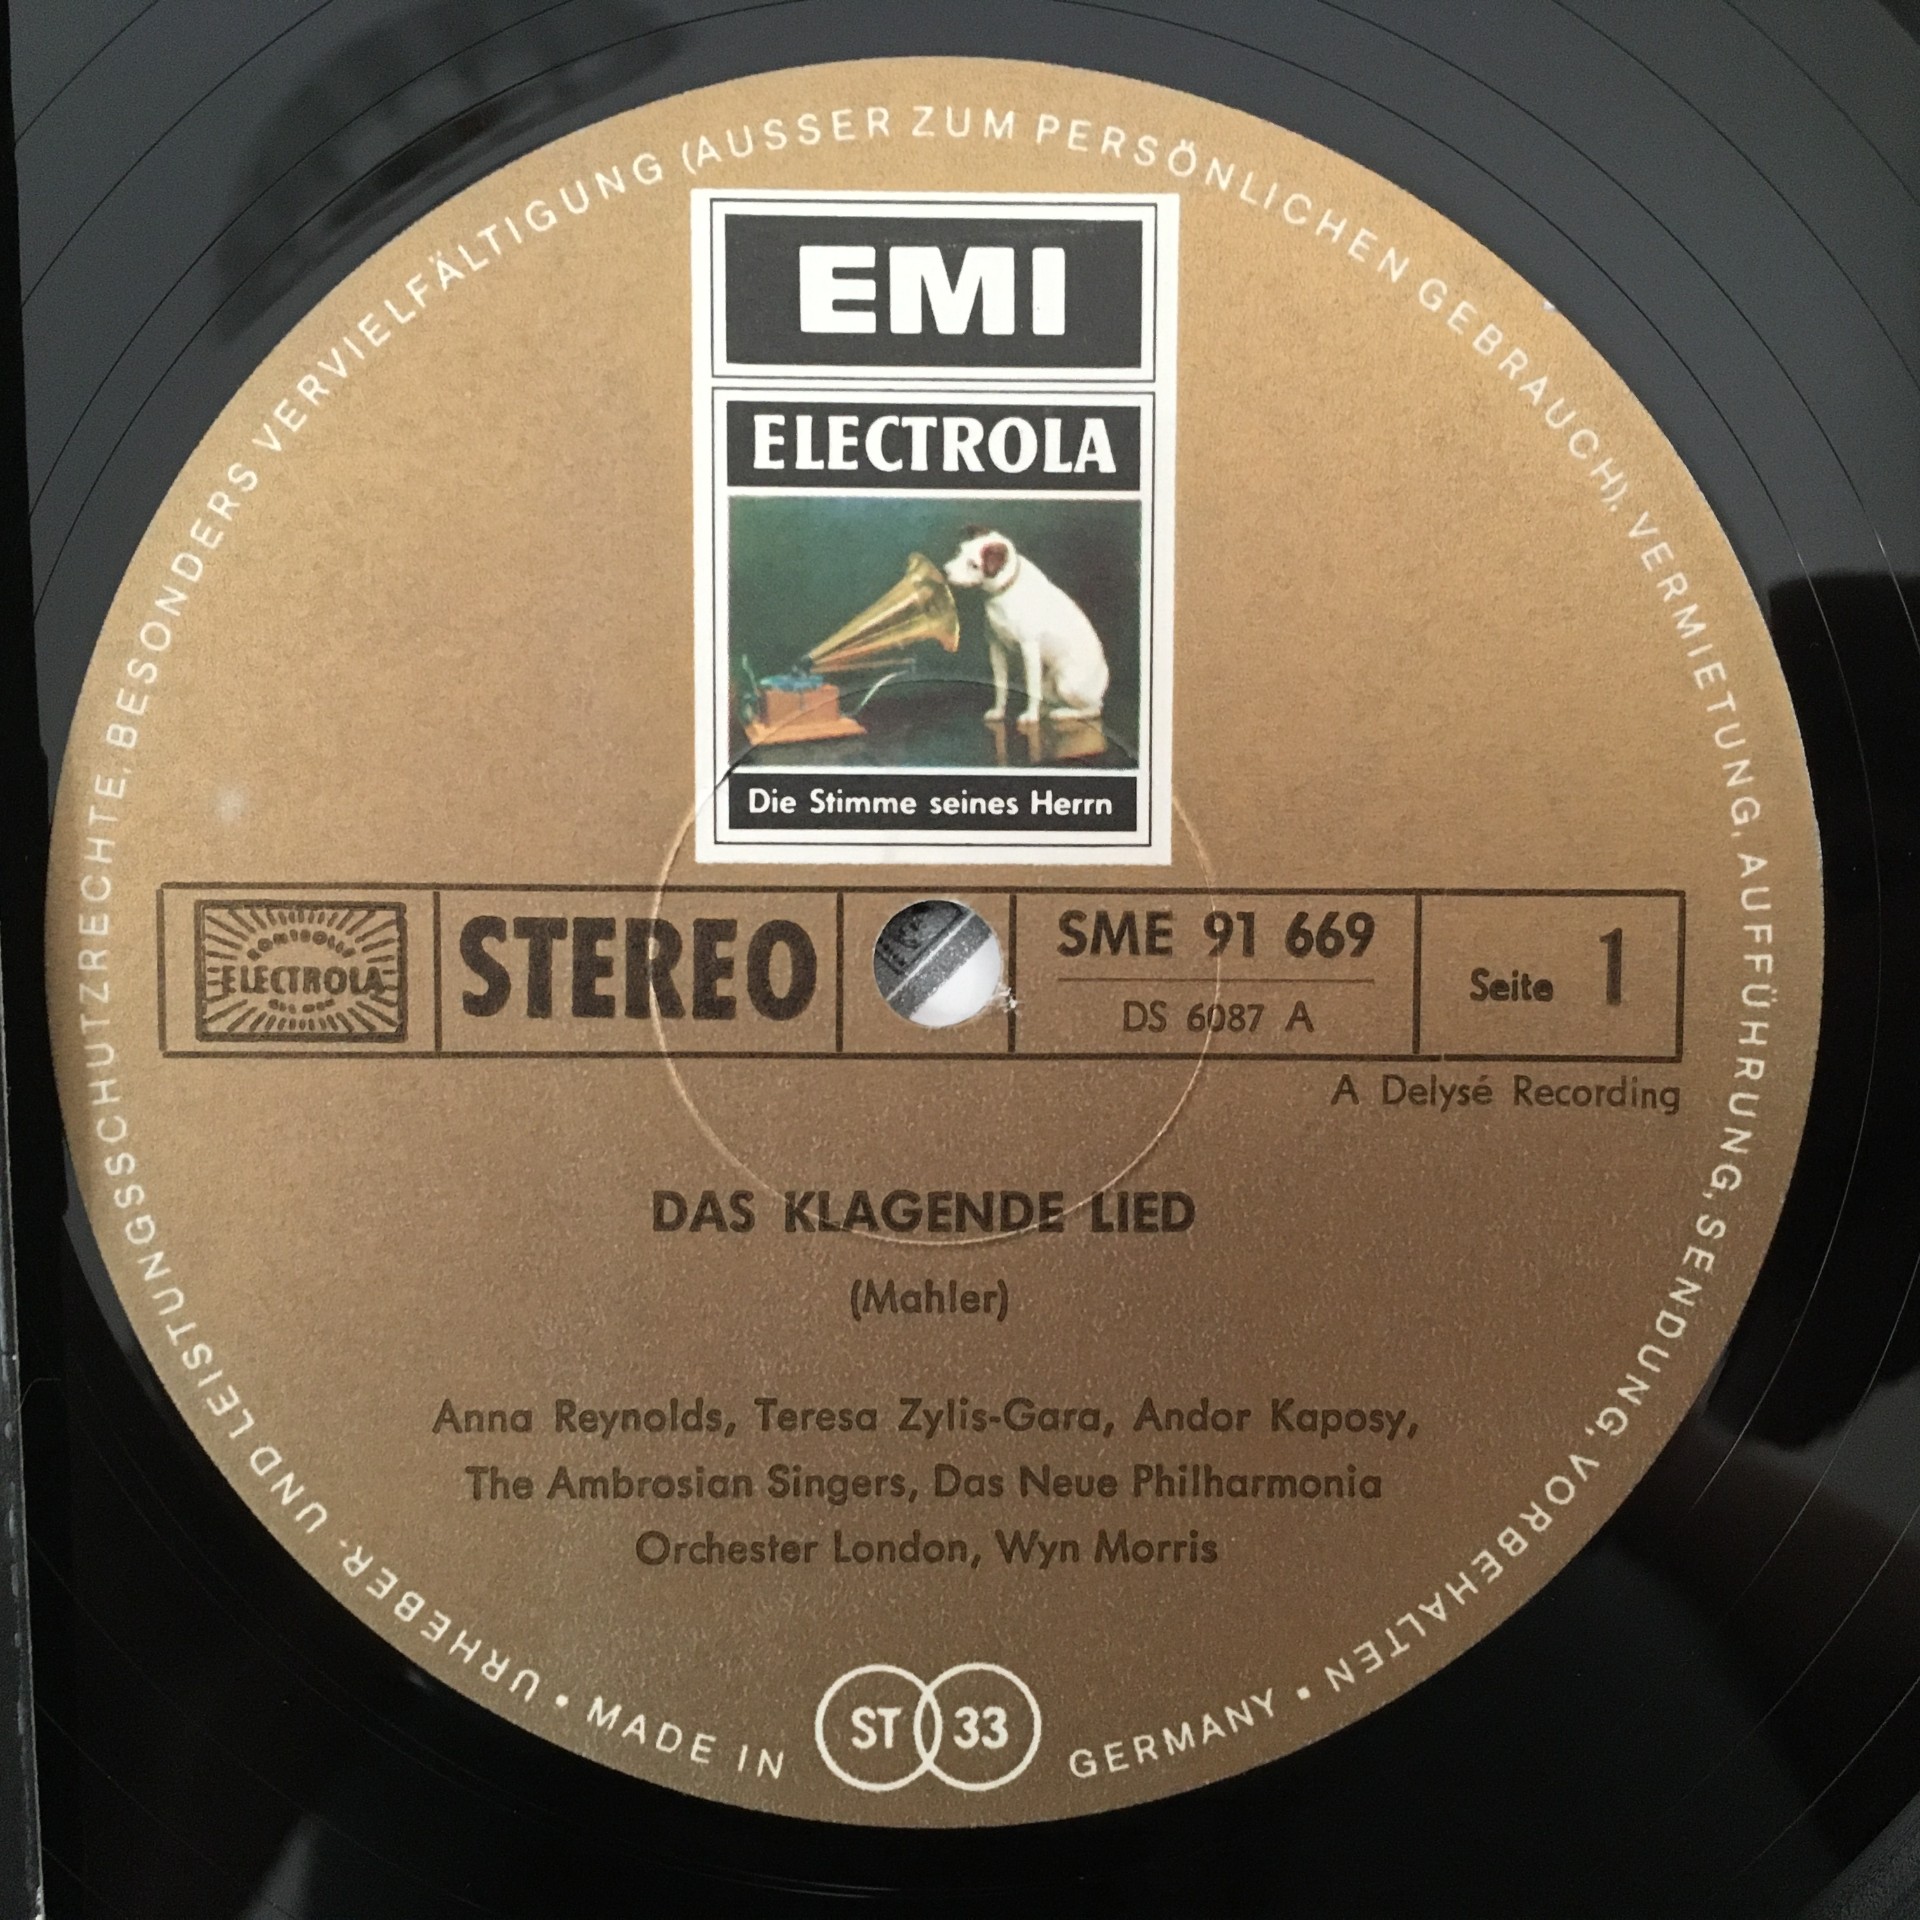 URHEBER- UND LEISTUNGSSCHUTZRECHTE, BESONDERS VERVIELFÄLTIGUNG (AUSSER ZUM PERSÖNLICHEN GEBRAUCH), VERMIETUNG, AUFFÜHRUNG, SENDUNG, VORBEHALTEN •
EMI
ELECTROLA
Die Stimme seines Herrn
ELECTROLA
STEREO
SME 91 669
DS 6087 A
Seite 1
A Delysé Recording
DAS KLAGENDE LIED
(Mahler)
Anna Reynolds, Teresa Zylis-Gara, Andor Kaposy,
The Ambrosian Singers, Das Neue Philharmonia
Orchester London, Wyn Morris
• MADE IN ST 33 GERMANY